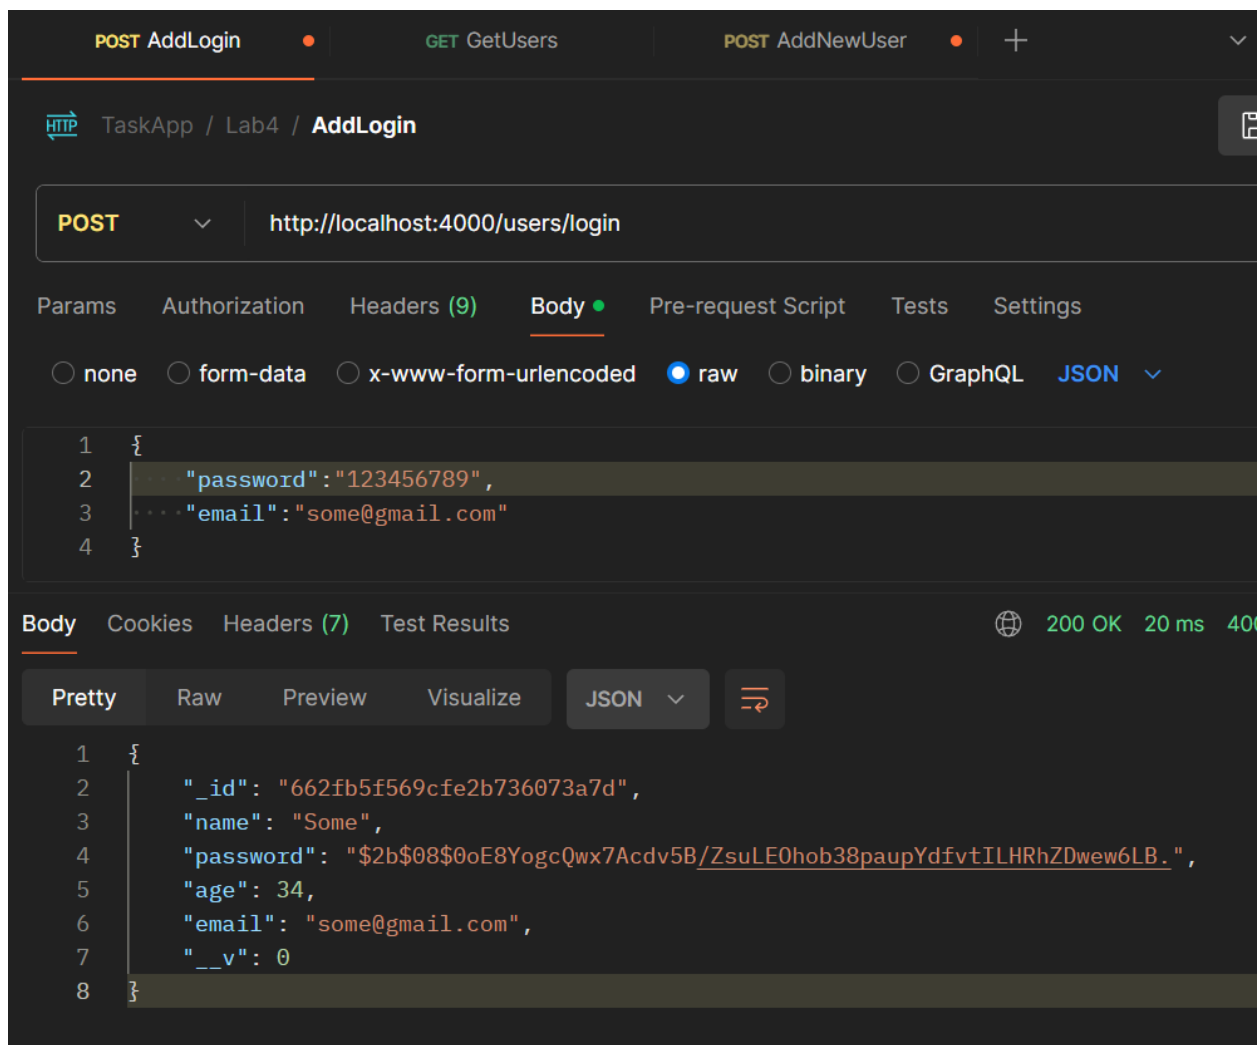 POST AddLogin GET GetUsers POST AddNewUser
HTTP TaskApp / Lab4 / AddLogin
POST http://localhost:4000/users/login
Params Authorization Headers (9) Body Pre-request Script Tests Settings
none form-data x-www-form-urlencoded raw binary GraphQL JSON
1 {
2 "password":"123456789",
3 "email":"some@gmail.com"
4 }
Body Cookies Headers (7) Test Results 200 OK 20 ms 400
Pretty Raw Preview Visualize JSON
1 {
2 "_id": "662fb5f569cfe2b736073a7d",
3 "name": "Some",
4 "password": "$2b$08$0oE8YogcQwx7Acdv5B/ZsuLEOhob38paupYdfvtILHRhZDwew6LB.",
5 "age": 34,
6 "email": "some@gmail.com",
7 "__v": 0
8 }